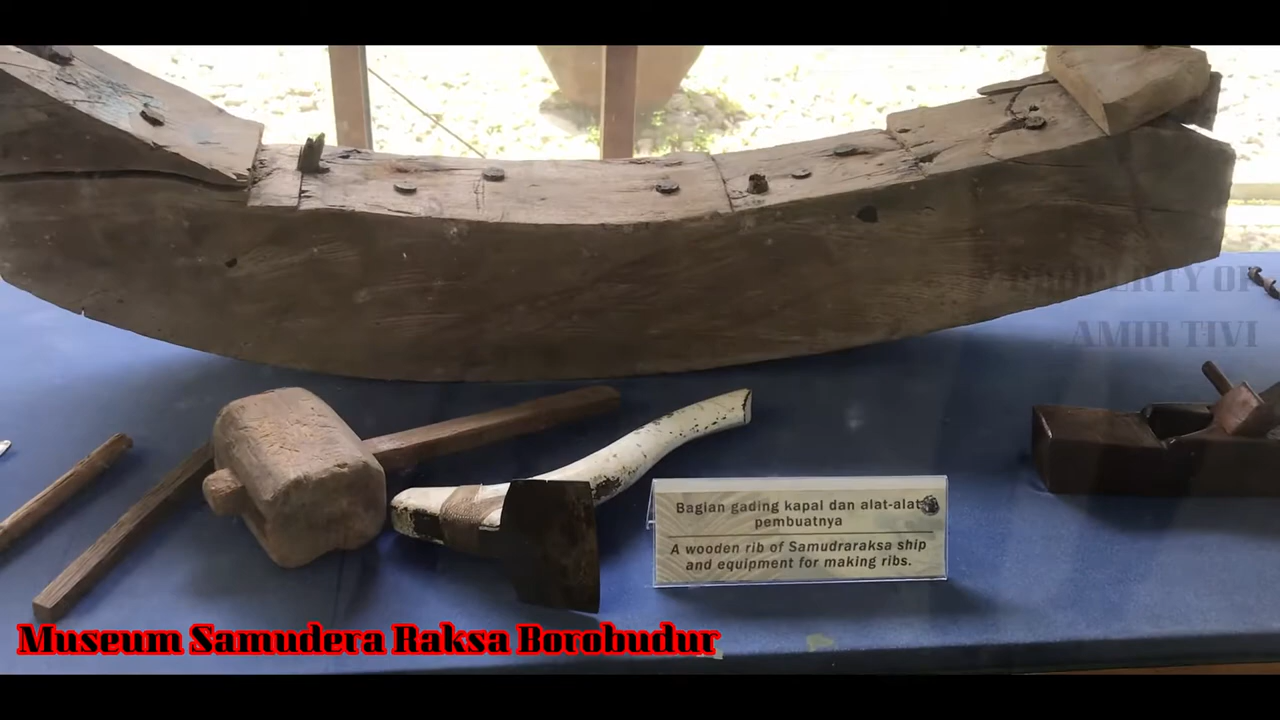 PROPERTY OF
AMIR TIVI
Bagian gading kapal dan alat-alat
pembuatnya
A wooden rib of Samudraraksa ship
and equipment for making ribs.
Museum Samudera Raksa Borobudur